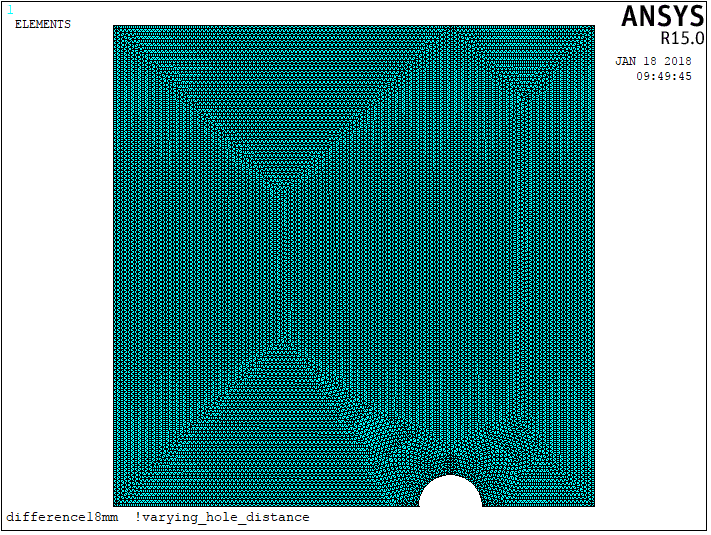 1
ELEMENTS
ANSYS
R15.0
JAN 18 2018
09:49:45
difference18mm !varying_hole_distance